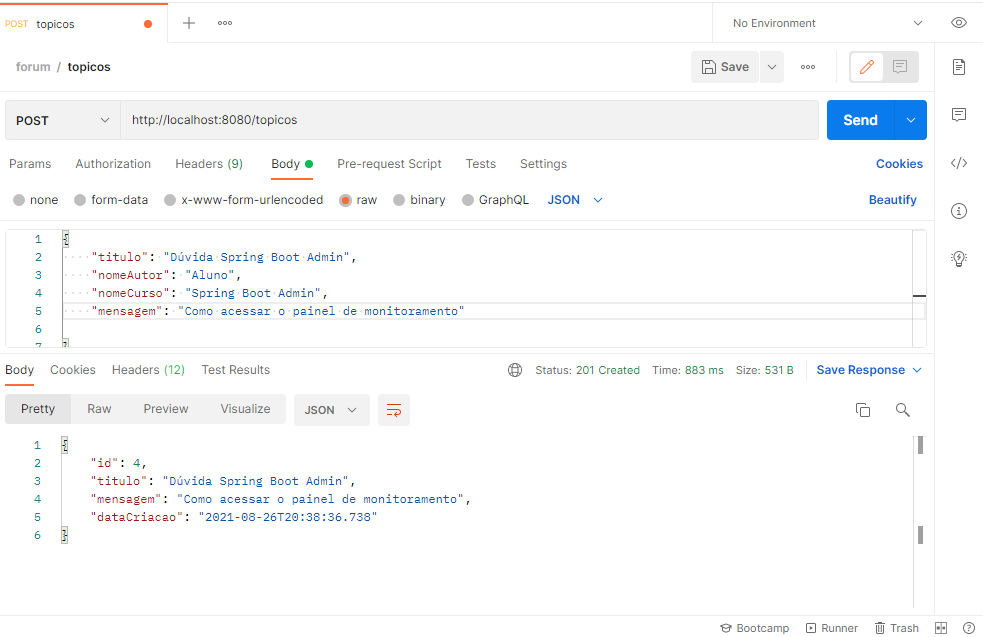 POST topicos
No Environment
forum / topicos
Save
POST http://localhost:8080/topicos
Send
Params Authorization Headers (9) Body Pre-request Script Tests Settings Cookies
none form-data x-www-form-urlencoded raw binary GraphQL JSON Beautify
1 {
2 "titulo": "Dúvida Spring Boot Admin",
3 "nomeAutor": "Aluno",
4 "nomeCurso": "Spring Boot Admin",
5 "mensagem": "Como acessar o painel de monitoramento"
6
7 }
Body Cookies Headers (12) Test Results Status: 201 Created Time: 883 ms Size: 531 B Save Response
Pretty Raw Preview Visualize JSON
1 {
2 "id": 4,
3 "titulo": "Dúvida Spring Boot Admin",
4 "mensagem": "Como acessar o painel de monitoramento",
5 "dataCriacao": "2021-08-26T20:38:36.738"
6 }
Bootcamp Runner Trash